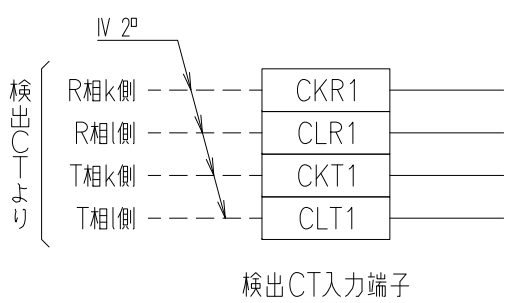 IV 2□
検出CTより
R相k側 CKR1
R相l側 CLR1
T相k側 CKT1
T相l側 CLT1
検出CT入力端子